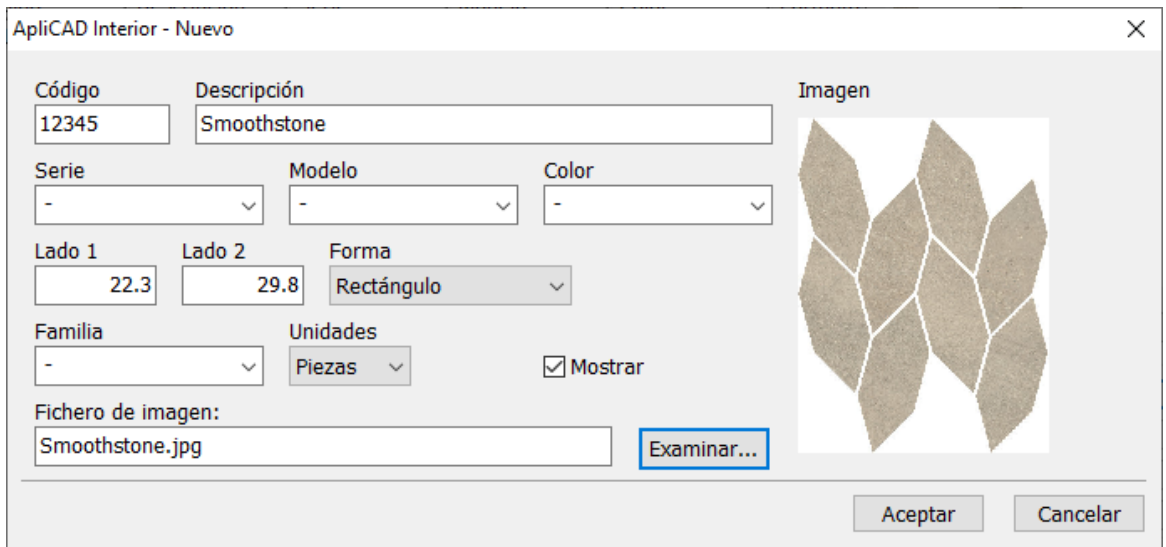 ApliCAD Interior - Nuevo
Código Descripción Imagen
12345 Smoothstone
Serie Modelo Color
- - -
Lado 1 Lado 2 Forma
22.3 29.8 Rectángulo
Familia Unidades
- Piezas Mostrar
Fichero de imagen:
Smoothstone.jpg Examinar...
Aceptar Cancelar